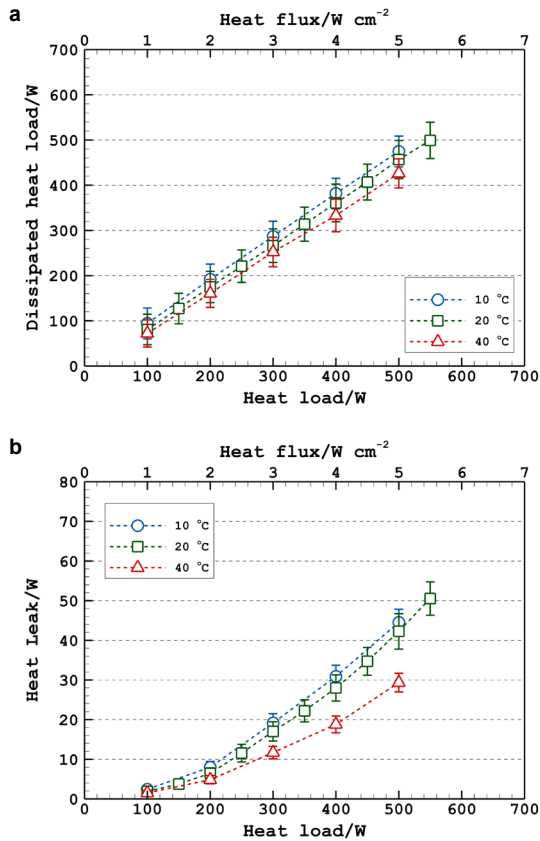 a
Heat flux/W cm⁻²
0 1 2 3 4 5 6 7
Dissipated heat load/W
700
600
500
400
300
200
100
0
10 °C
20 °C
40 °C
0 100 200 300 400 500 600 700
Heat load/W
b
Heat flux/W cm⁻²
0 1 2 3 4 5 6 7
Heat Leak/W
80
70
60
50
40
30
20
10
0
10 °C
20 °C
40 °C
0 100 200 300 400 500 600 700
Heat load/W